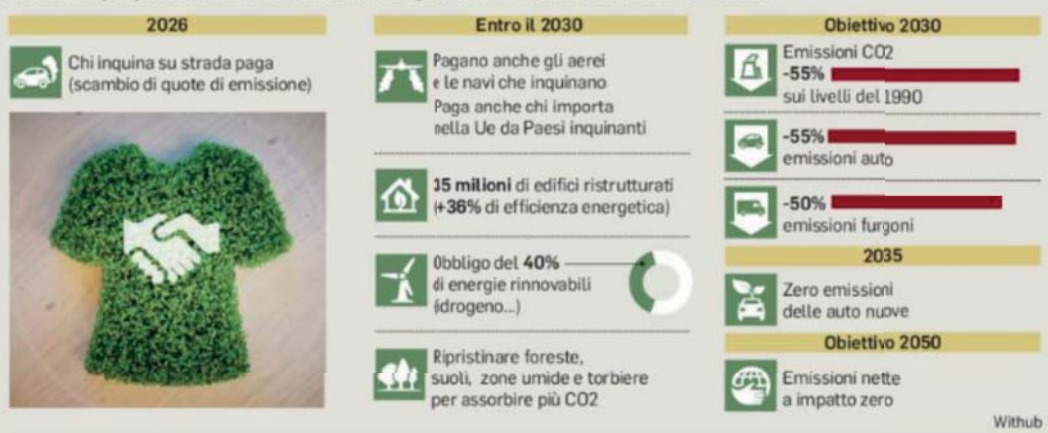 2026
Chi inquina su strada paga
(scambio di quote di emissione)
Entro il 2030
Pagano anche gli aerei
e le navi che inquinano
Paga anche chi importa
nella Ue da Paesi inquinanti
35 milioni di edifici ristrutturati
(+36% di efficienza energetica)
Obbligo del 40%
di energie rinnovabili
(idrogeno...)
Ripristinare foreste,
suoli, zone umide e torbiere
per assorbire più CO2
Obiettivo 2030
Emissioni CO2
-55%
sui livelli del 1990
-55%
emissioni auto
-50%
emissioni furgoni
2035
Zero emissioni
delle auto nuove
Obiettivo 2050
Emissioni nette
a impatto zero
Withub